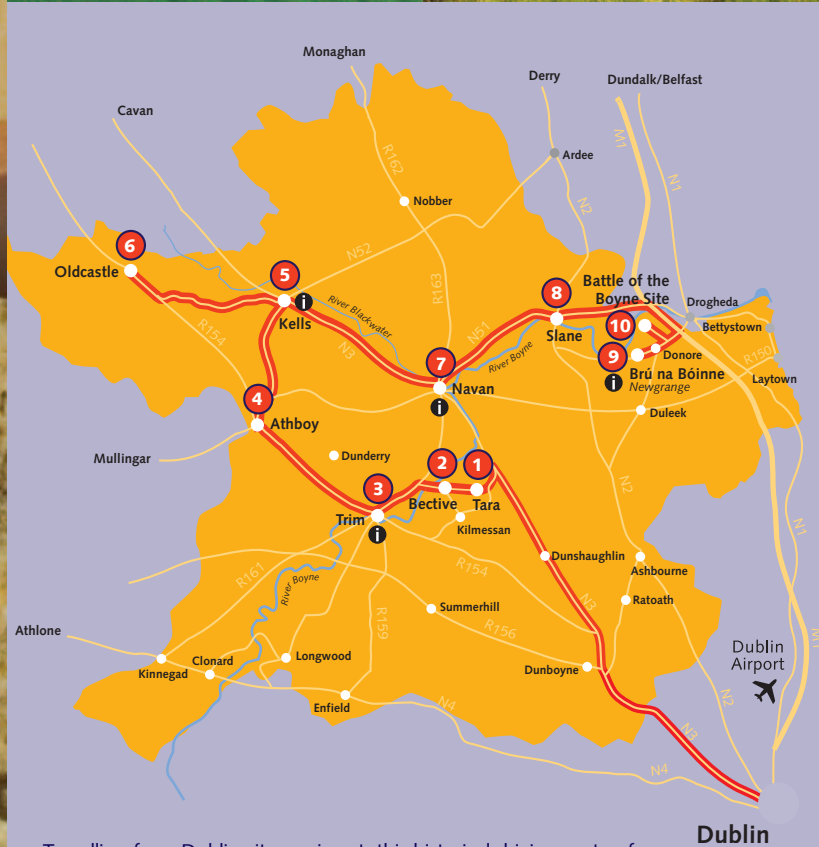 Monaghan
Derry
Dundalk/Belfast
Cavan
M1
R162
Ardee
N1
Nobber
N2
6
N52
Oldcastle
5
i
Kells
River Blackwater
R163
8
Battle of the
Boyne Site
Drogheda
10
Bettystown
R154
N3
N51
Slane
River Boyne
7
9
Donore
R150
i
Brú na Bóinne
Newgrange
Laytown
4
Navan
i
Duleek
Athboy
Mullingar
Dunderry
2
1
N2
3
Bective
Tara
Trim
i
Kilmessan
N1
Dunshaughlin
Ashbourne
R161
River Boyne
R154
N3
Ratoath
Summerhill
R159
R156
Athlone
M1
Dublin
Airport
Longwood
Clonard
Kinnegad
Dunboyne
Enfield
N4
N2
N3
N4
Dublin